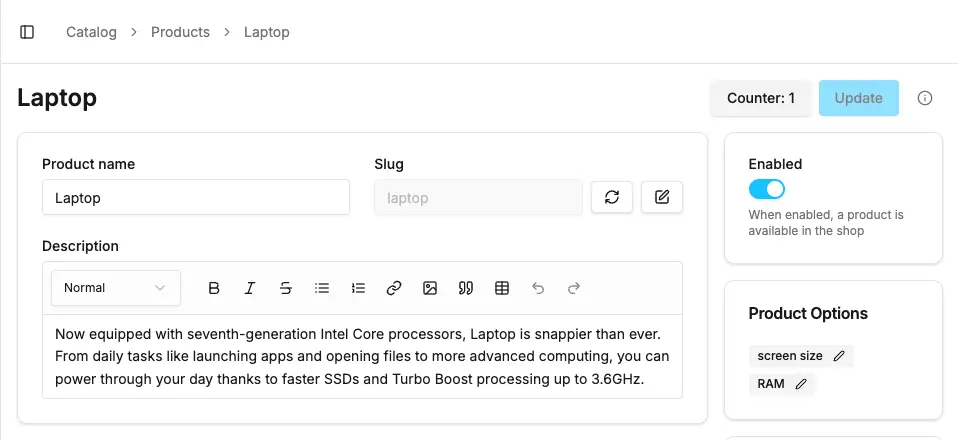 Catalog > Products > Laptop
Laptop
Counter: 1
Update
Product name
Laptop
Slug
laptop
Description
Normal
Now equipped with seventh-generation Intel Core processors, Laptop is snappier than ever.
From daily tasks like launching apps and opening files to more advanced computing, you can
power through your day thanks to faster SSDs and Turbo Boost processing up to 3.6GHz.
Enabled
When enabled, a product is
available in the shop
Product Options
screen size
RAM